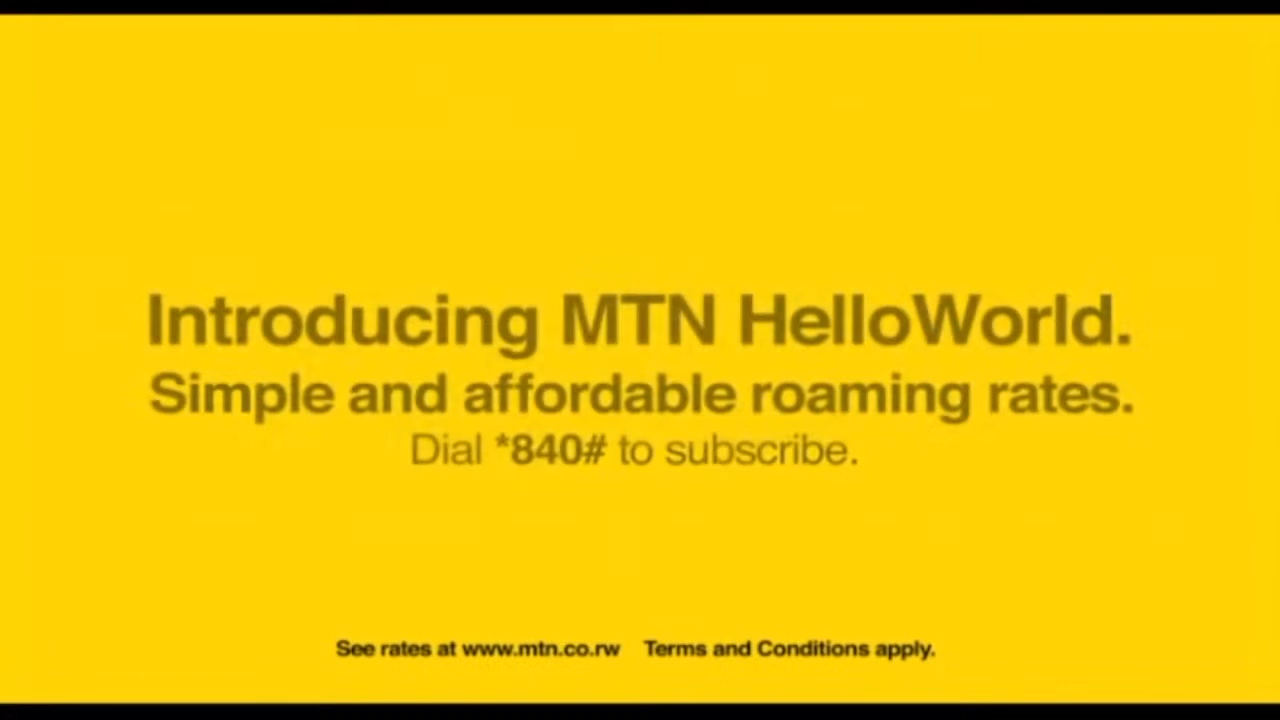 Introducing MTN HelloWorld.
Simple and affordable roaming rates.
Dial *840# to subscribe.
See rates at www.mtn.co.rw Terms and Conditions apply.